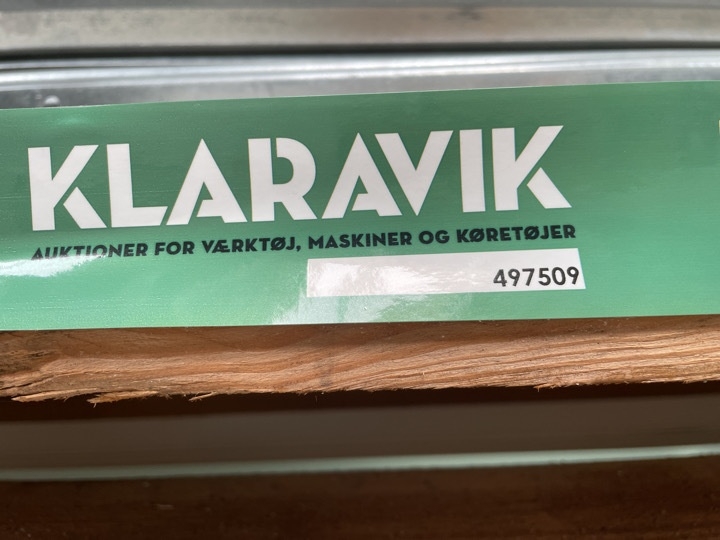 KLARAVIK
AUKTIONER FOR VÆRKTØJ, MASKINER OG KØRETØJER
497509